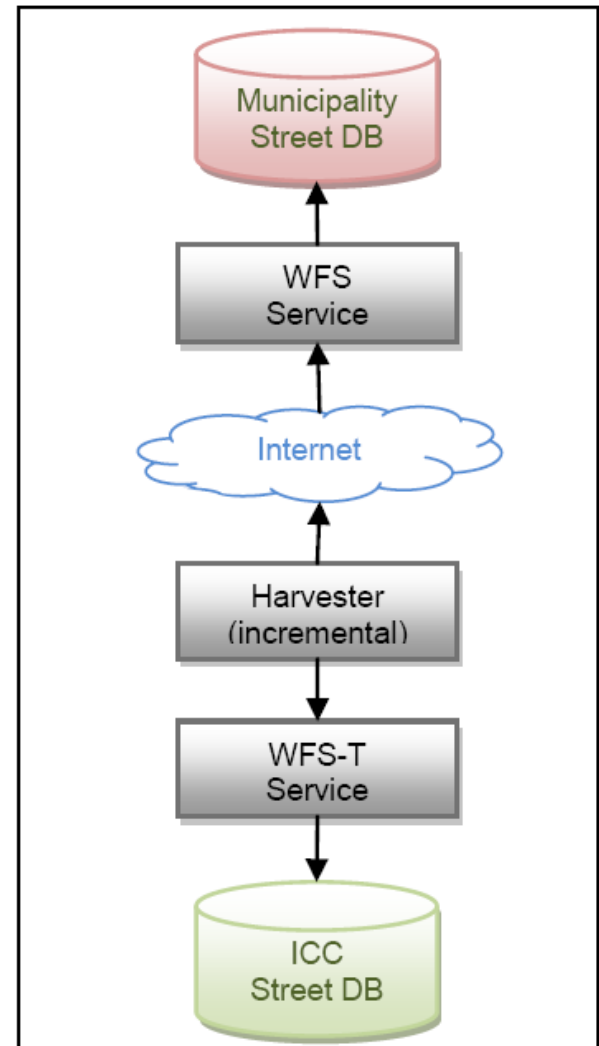 Municipality
Street DB
WFS
Service
Internet
Harvester
(incremental)
WFS-T
Service
ICC
Street DB